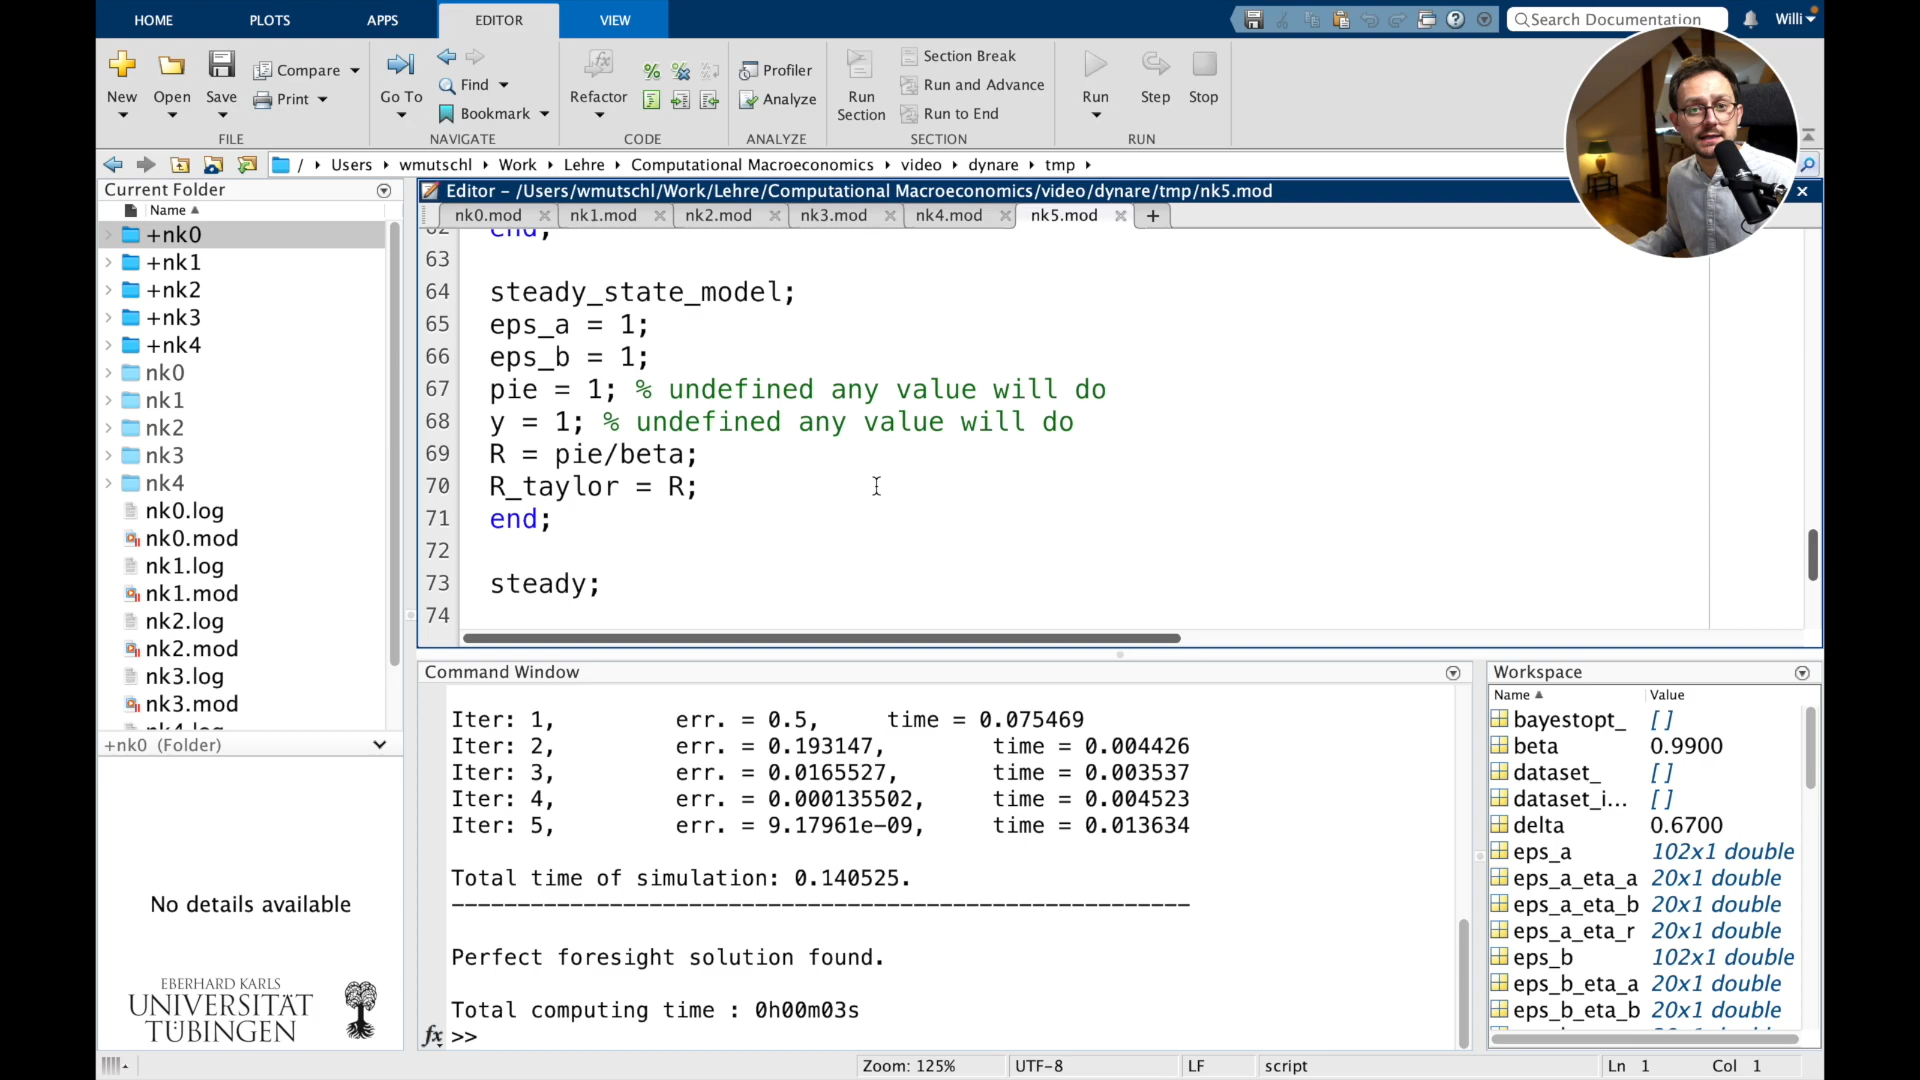 HOME PLOTS APPS EDITOR VIEW
Search Documentation Willi
New Open Save Compare Print
FILE
Go To Find Bookmark
NAVIGATE
Refactor
CODE
Profiler Analyze
ANALYZE
Run Section Section Break Run and Advance Run to End
SECTION
Run Step Stop
RUN
/ Users wmutschl Work Lehre Computational Macroeconomics video dynare tmp
Current Folder
Name
+nk0
+nk1
+nk2
+nk3
+nk4
nk0
nk1
nk2
nk3
nk4
nk0.log
nk0.mod
nk1.log
nk1.mod
nk2.log
nk2.mod
nk3.log
nk3.mod
nk4.log
+nk0 (Folder)
No details available
EBERHARD KARLS
UNIVERSITÄT
TÜBINGEN
Editor – /Users/wmutschl/Work/Lehre/Computational Macroeconomics/video/dynare/tmp/nk5.mod
nk0.mod nk1.mod nk2.mod nk3.mod nk4.mod nk5.mod +
62 end;
63
64 steady_state_model;
65 eps_a = 1;
66 eps_b = 1;
67 pie = 1; % undefined any value will do
68 y = 1; % undefined any value will do
69 R = pie/beta;
70 R_taylor = R;
71 end;
72
73 steady;
74
Command Window
Iter: 1, err. = 0.5, time = 0.075469
Iter: 2, err. = 0.193147, time = 0.004426
Iter: 3, err. = 0.0165527, time = 0.003537
Iter: 4, err. = 0.000135502, time = 0.004523
Iter: 5, err. = 9.17961e-09, time = 0.013634
Total time of simulation: 0.140525.
--------------------------------------------------------
Perfect foresight solution found.
Total computing time : 0h00m03s
fx >>
Workspace
Name Value
bayestopt_ []
beta 0.9900
dataset_ []
dataset_i... []
delta 0.6700
eps_a 102x1 double
eps_a_eta_a 20x1 double
eps_a_eta_b 20x1 double
eps_a_eta_r 20x1 double
eps_b 102x1 double
eps_b_eta_a 20x1 double
eps_b_eta_b 20x1 double
Zoom: 125% UTF-8 LF script Ln 1 Col 1